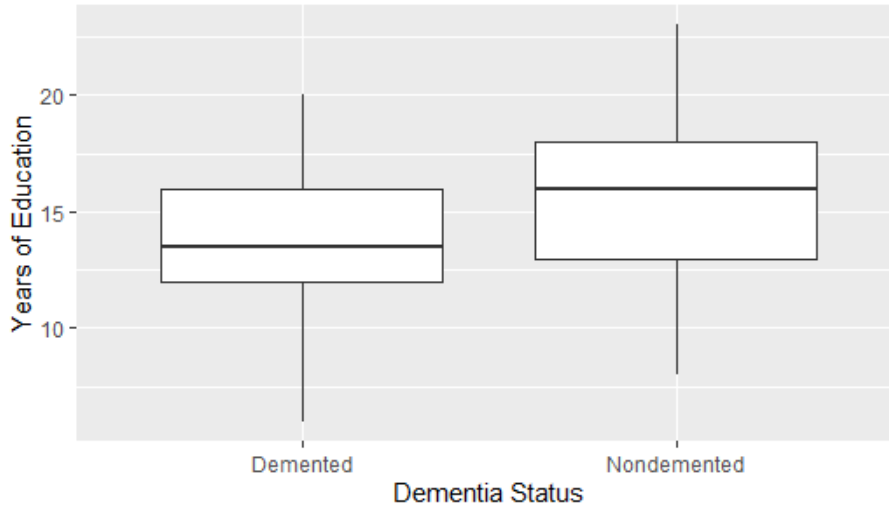 Years of Education
20
15
10
Demented
Nondemented
Dementia Status